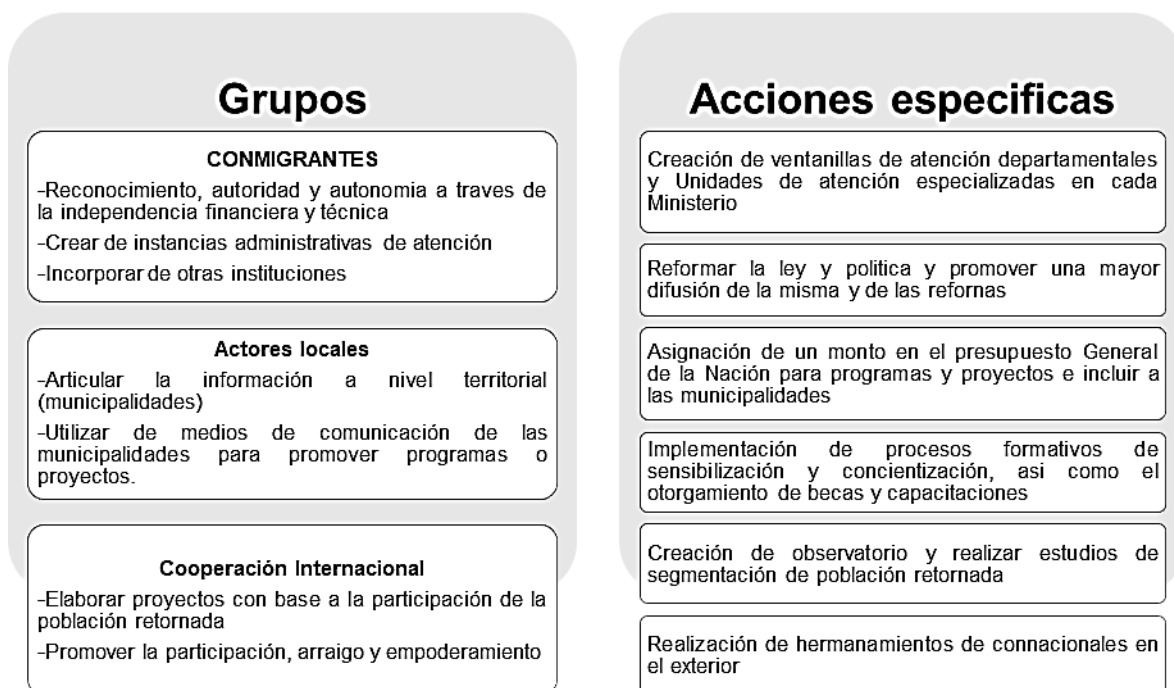 Grupos
CONMIGRANTES
-Reconocimiento, autoridad y autonomia a traves de
la independencia financiera y técnica
-Crear de instancias administrativas de atención
-Incorporar de otras instituciones
Actores locales
-Articular la información a nivel territorial
(municipalidades)
-Utilizar de medios de comunicación de las
municipalidades para promover programas o
proyectos.
Cooperación Internacional
-Elaborar proyectos con base a la participación de la
población retornada
-Promover la participación, arraigo y empoderamiento
Acciones especificas
Creación de ventanillas de atención departamentales
y Unidades de atención especializadas en cada
Ministerio
Reformar la ley y politica y promover una mayor
difusión de la misma y de las refornas
Asignación de un monto en el presupuesto General
de la Nación para programas y proyectos e incluir a
las municipalidades
Implementación de procesos formativos de
sensibilización y concientización, asi como el
otorgamiento de becas y capacitaciones
Creación de observatorio y realizar estudios de
segmentación de población retornada
Realización de hermanamientos de connacionales en
el exterior